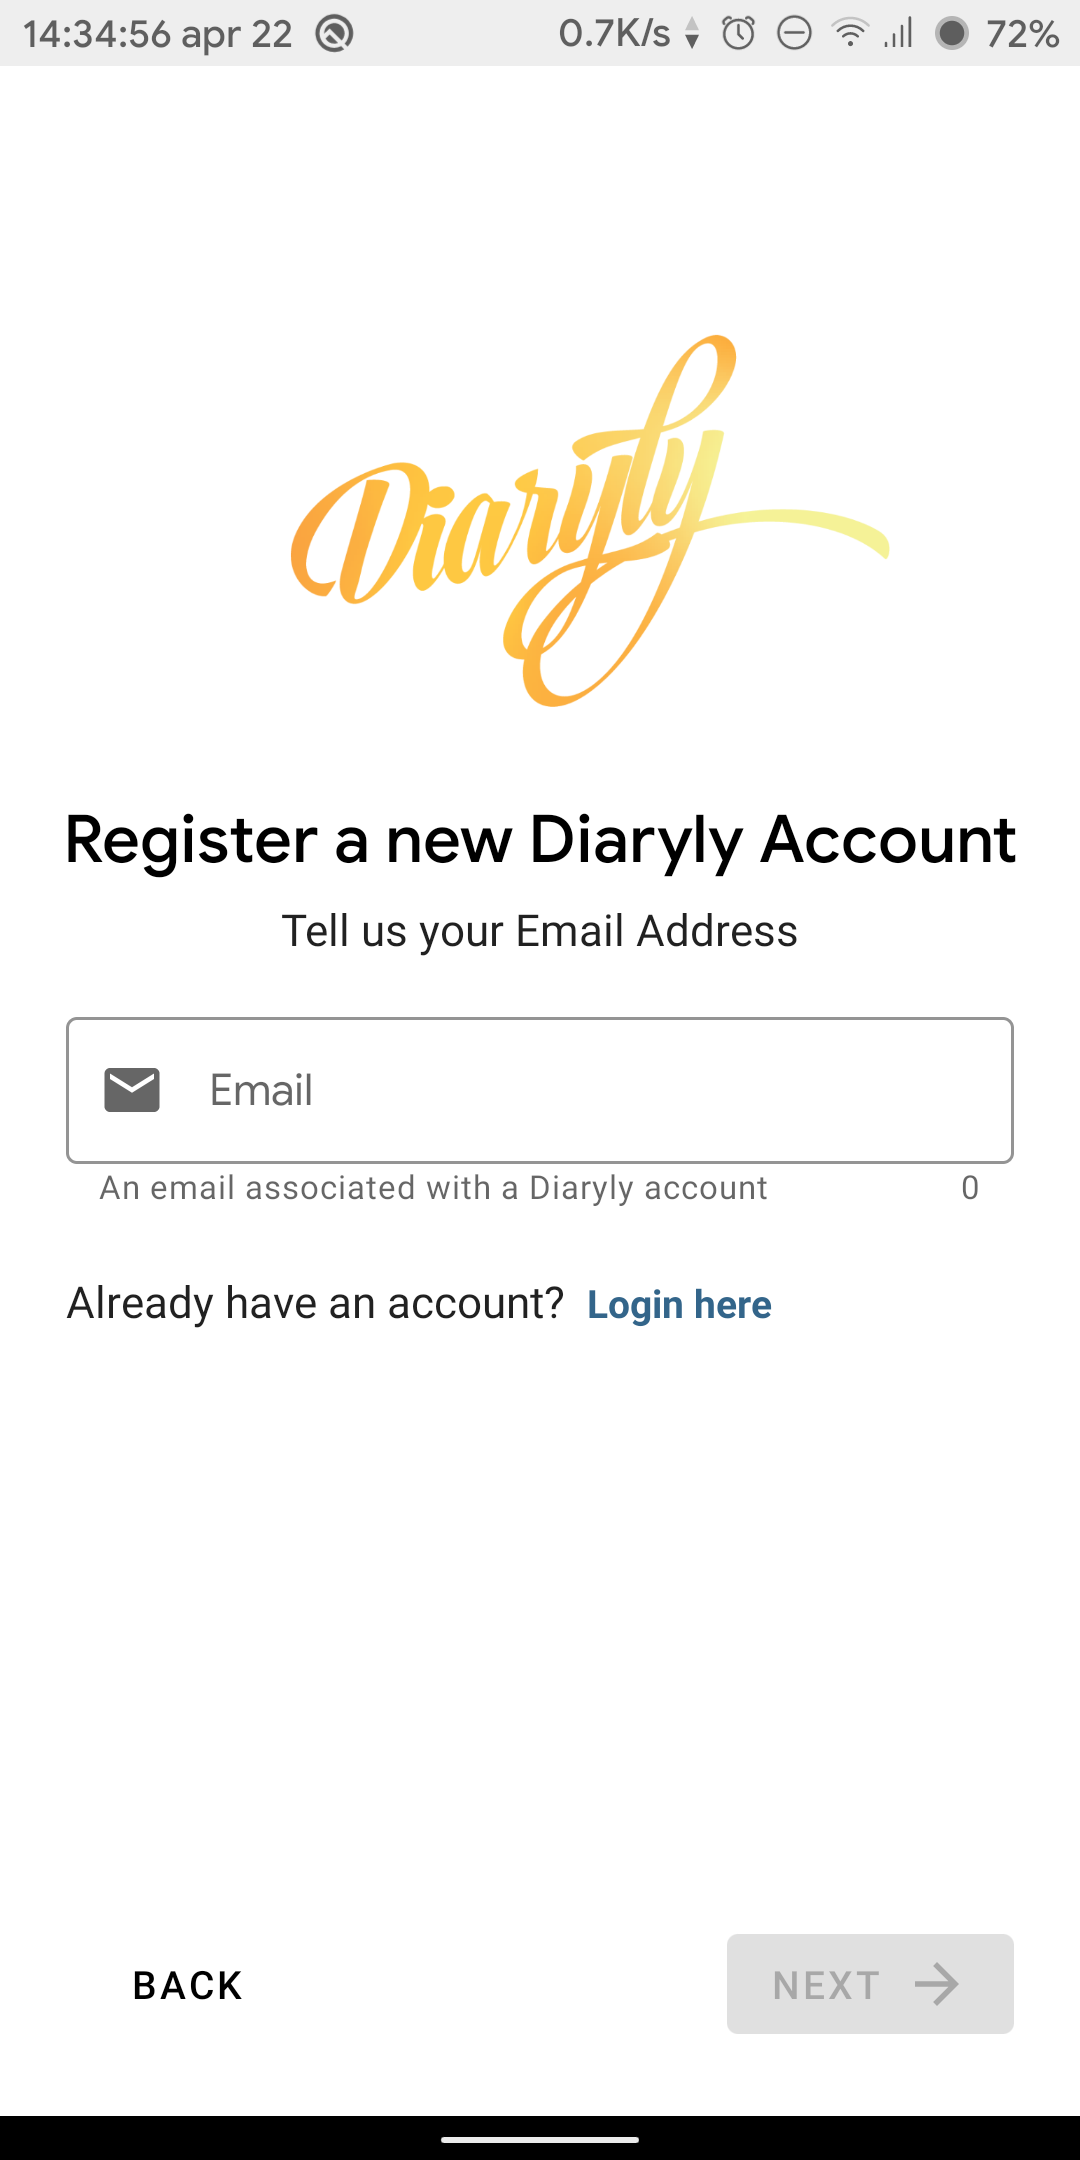 14:34:56 apr 22 0.7K/s 72%
Diaryly
Register a new Diaryly Account
Tell us your Email Address
Email
An email associated with a Diaryly account 0
Already have an account? Login here
BACK NEXT